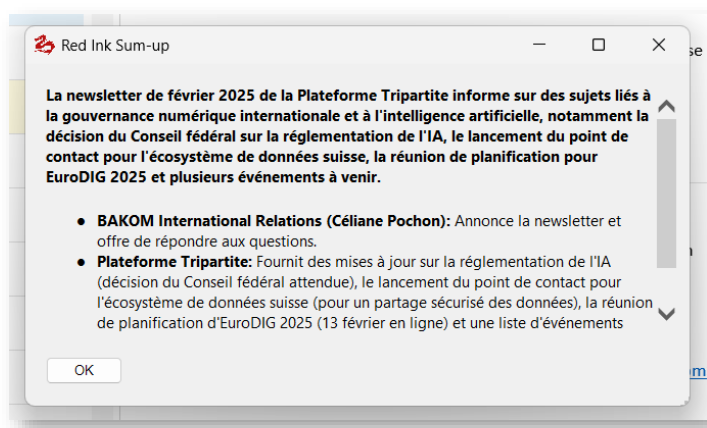 Red Ink Sum-up
La newsletter de février 2025 de la Plateforme Tripartite informe sur des sujets liés à
la gouvernance numérique internationale et à l'intelligence artificielle, notamment la
décision du Conseil fédéral sur la réglementation de l'IA, le lancement du point de
contact pour l'écosystème de données suisse, la réunion de planification pour
EuroDIG 2025 et plusieurs événements à venir.
● BAKOM International Relations (Céliane Pochon): Annonce la newsletter et
offre de répondre aux questions.
● Plateforme Tripartite: Fournit des mises à jour sur la réglementation de l'IA
(décision du Conseil fédéral attendue), le lancement du point de contact pour
l'écosystème de données suisse (pour un partage sécurisé des données), la réunion
de planification d'EuroDIG 2025 (13 février en ligne) et une liste d'événements
OK